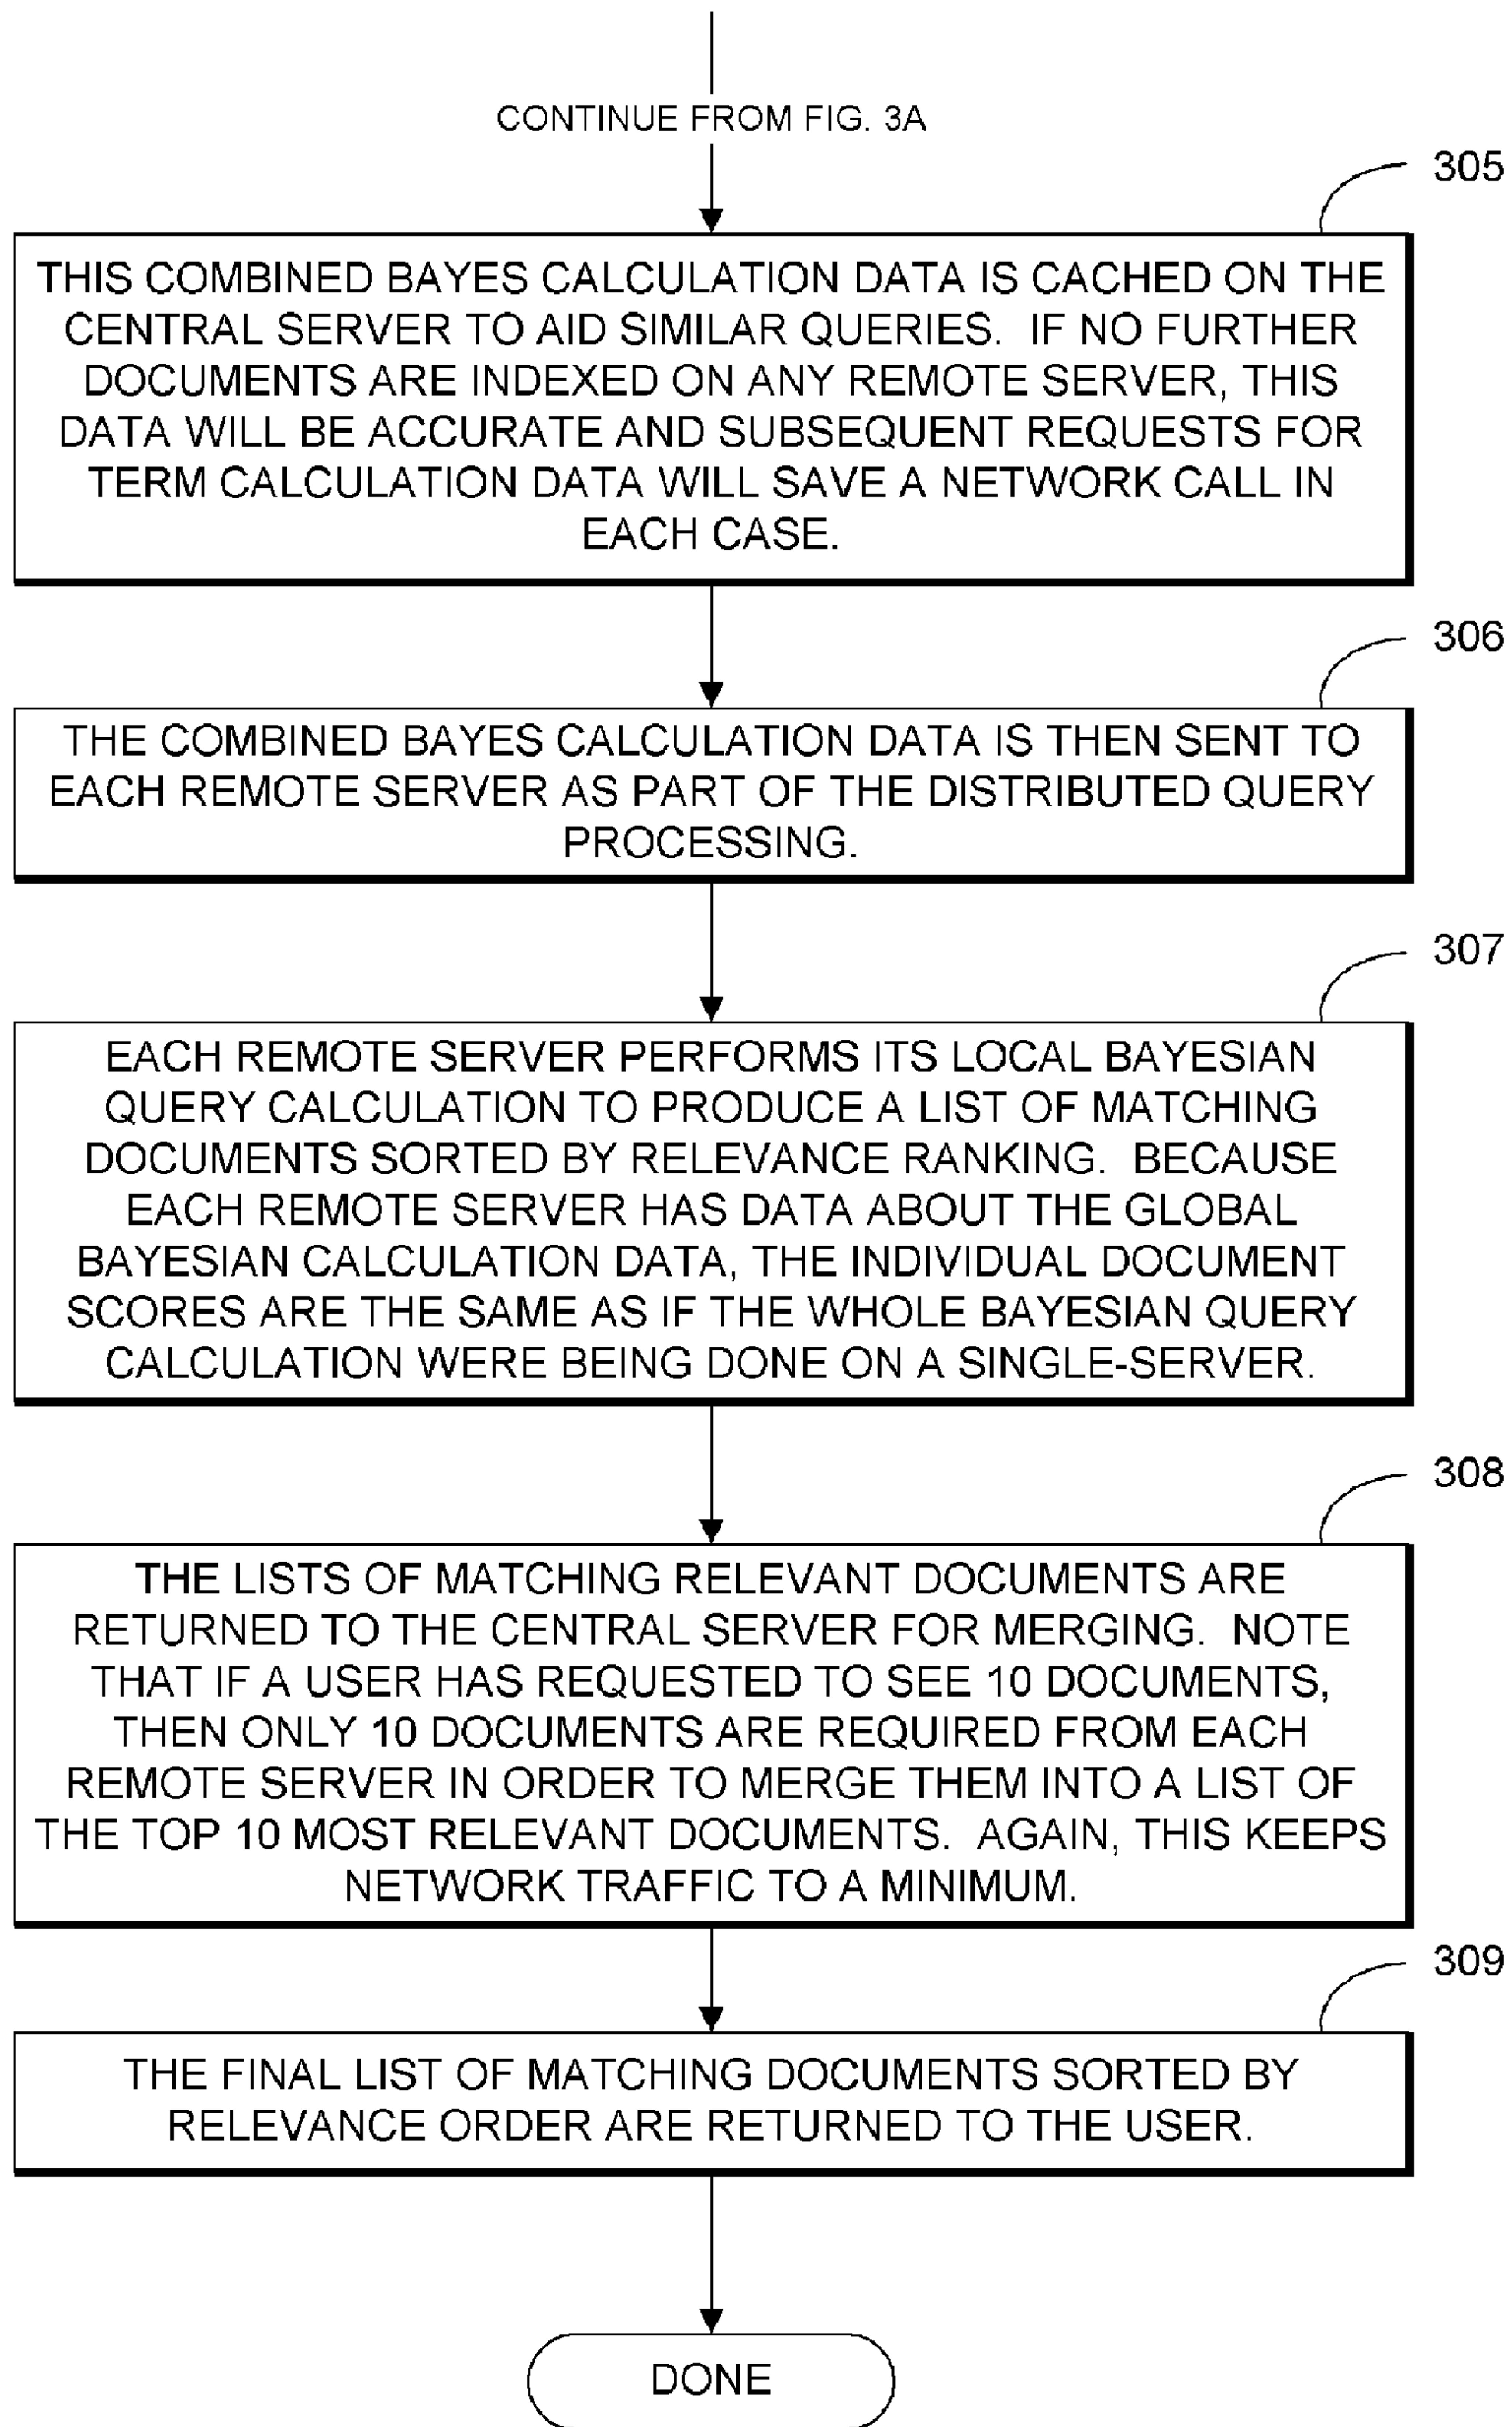 CONTINUE FROM FIG. 3A
305
THIS COMBINED BAYES CALCULATION DATA IS CACHED ON THE
CENTRAL SERVER TO AID SIMILAR QUERIES. IF NO FURTHER
DOCUMENTS ARE INDEXED ON ANY REMOTE SERVER, THIS
DATA WILL BE ACCURATE AND SUBSEQUENT REQUESTS FOR
TERM CALCULATION DATA WILL SAVE A NETWORK CALL IN
EACH CASE.
306
THE COMBINED BAYES CALCULATION DATA IS THEN SENT TO
EACH REMOTE SERVER AS PART OF THE DISTRIBUTED QUERY
PROCESSING.
307
EACH REMOTE SERVER PERFORMS ITS LOCAL BAYESIAN
QUERY CALCULATION TO PRODUCE A LIST OF MATCHING
DOCUMENTS SORTED BY RELEVANCE RANKING. BECAUSE
EACH REMOTE SERVER HAS DATA ABOUT THE GLOBAL
BAYESIAN CALCULATION DATA, THE INDIVIDUAL DOCUMENT
SCORES ARE THE SAME AS IF THE WHOLE BAYESIAN QUERY
CALCULATION WERE BEING DONE ON A SINGLE-SERVER.
308
THE LISTS OF MATCHING RELEVANT DOCUMENTS ARE
RETURNED TO THE CENTRAL SERVER FOR MERGING. NOTE
THAT IF A USER HAS REQUESTED TO SEE 10 DOCUMENTS,
THEN ONLY 10 DOCUMENTS ARE REQUIRED FROM EACH
REMOTE SERVER IN ORDER TO MERGE THEM INTO A LIST OF
THE TOP 10 MOST RELEVANT DOCUMENTS. AGAIN, THIS KEEPS
NETWORK TRAFFIC TO A MINIMUM.
309
THE FINAL LIST OF MATCHING DOCUMENTS SORTED BY
RELEVANCE ORDER ARE RETURNED TO THE USER.
DONE